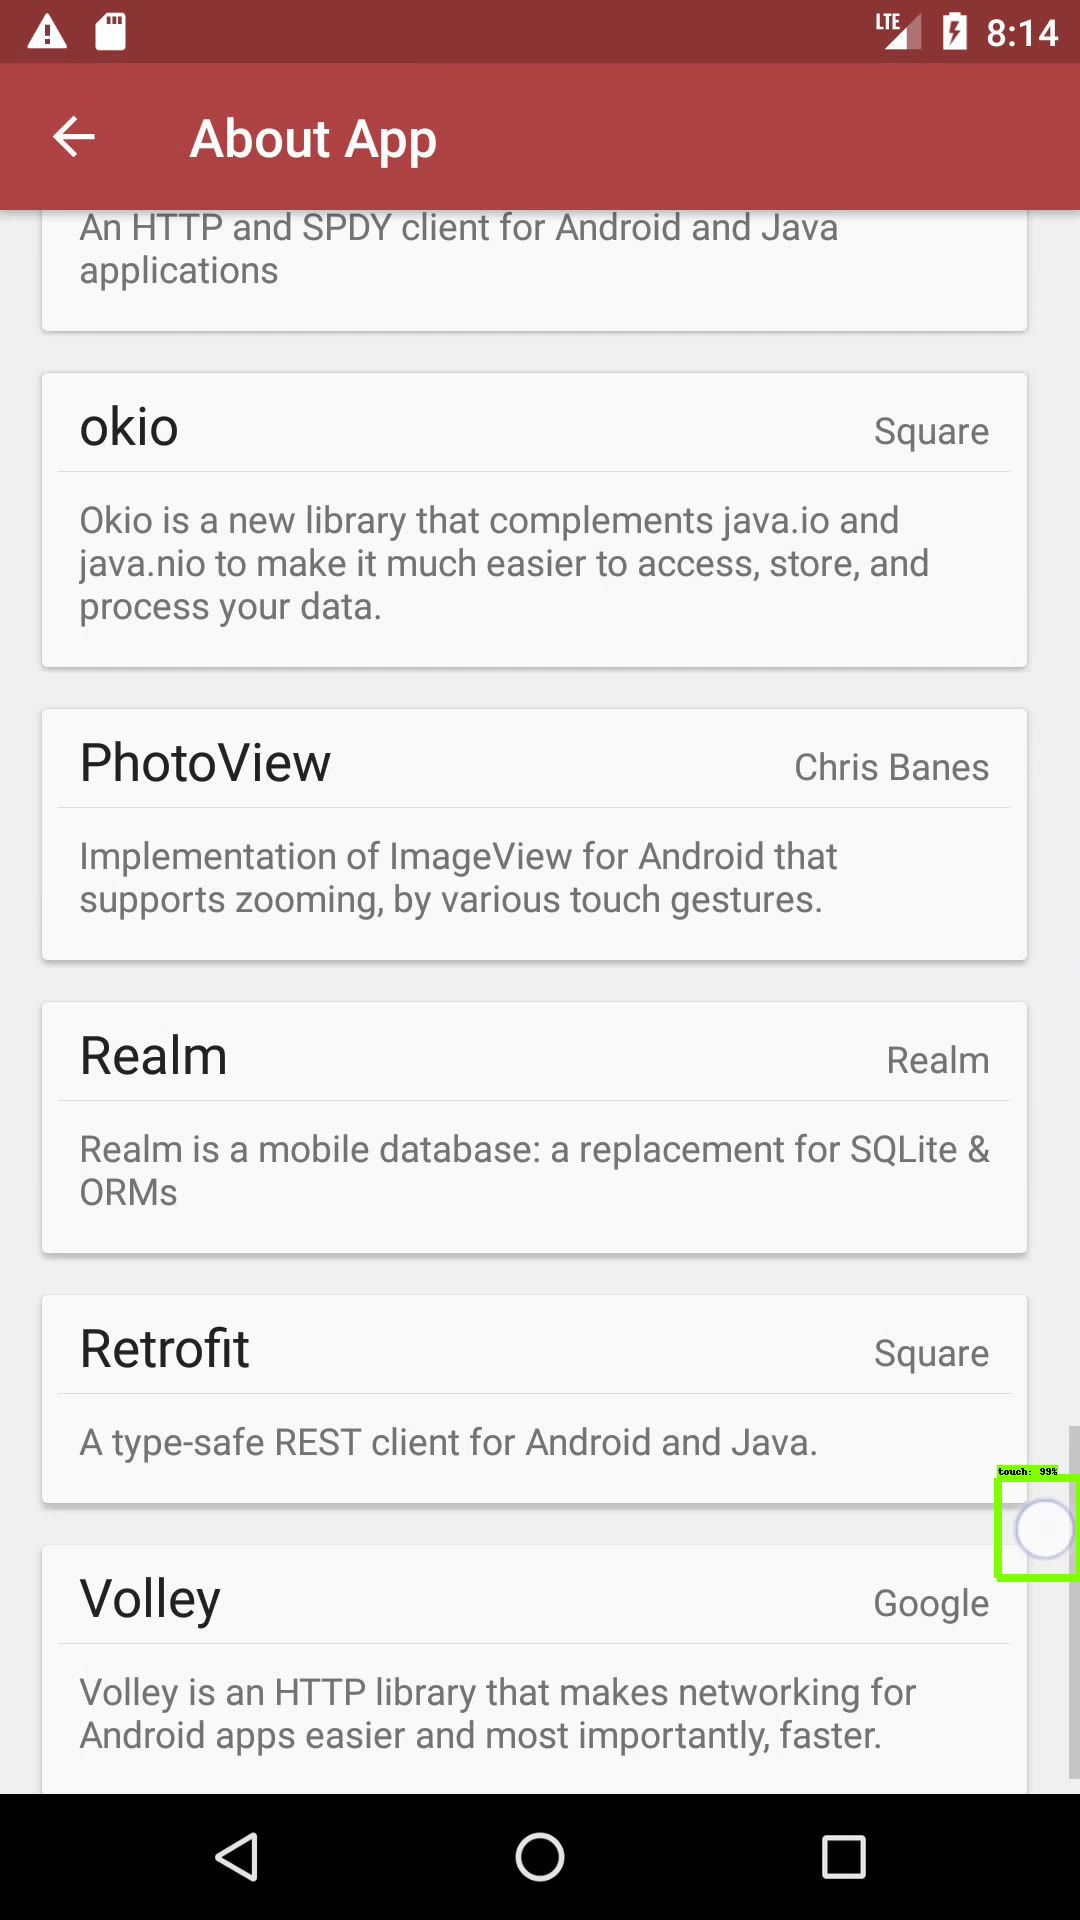 LTE 8:14
About App
An HTTP and SPDY client for Android and Java
applications
okio Square
Okio is a new library that complements java.io and
java.nio to make it much easier to access, store, and
process your data.
PhotoView Chris Banes
Implementation of ImageView for Android that
supports zooming, by various touch gestures.
Realm Realm
Realm is a mobile database: a replacement for SQLite &
ORMs
Retrofit Square
A type-safe REST client for Android and Java.
touch: 99%
Volley Google
Volley is an HTTP library that makes networking for
Android apps easier and most importantly, faster.